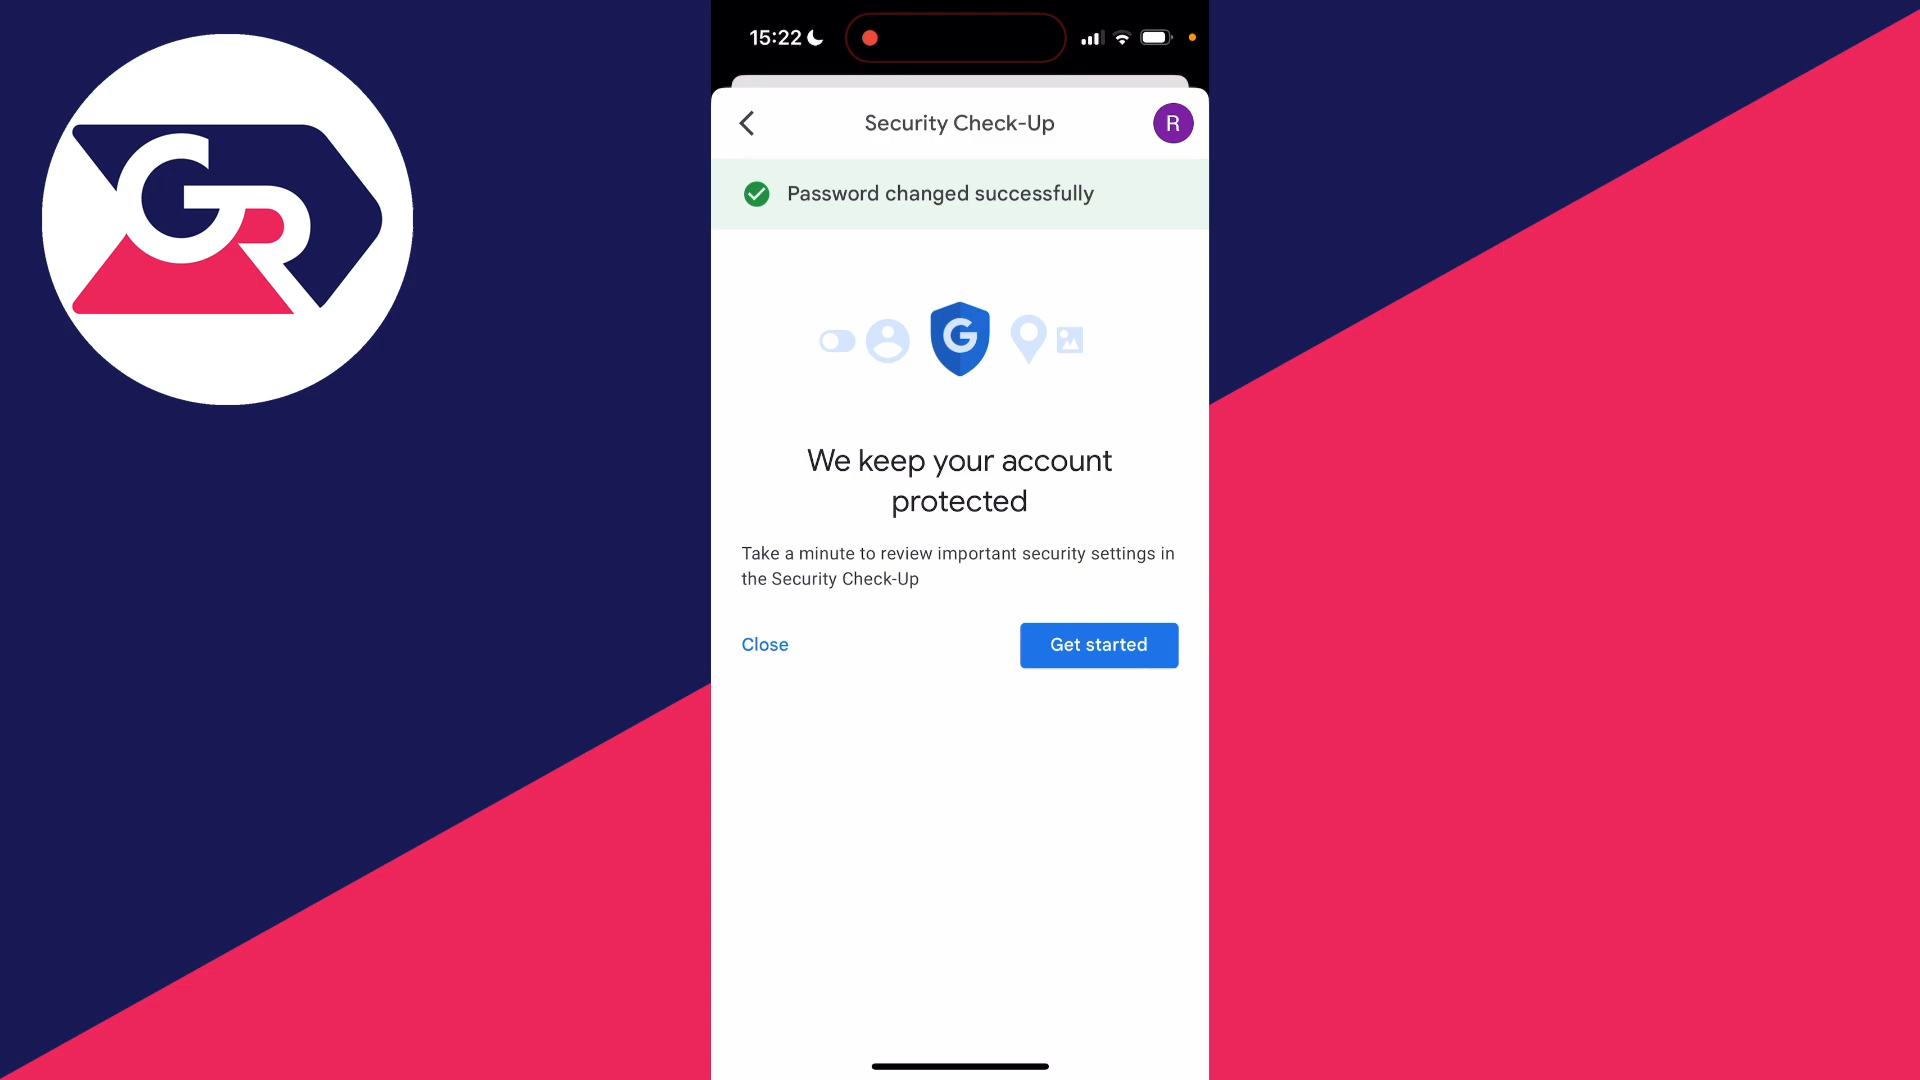 GR
15:22
Security Check-Up
R
Password changed successfully
G
We keep your account
protected
Take a minute to review important security settings in
the Security Check-Up
Close
Get started